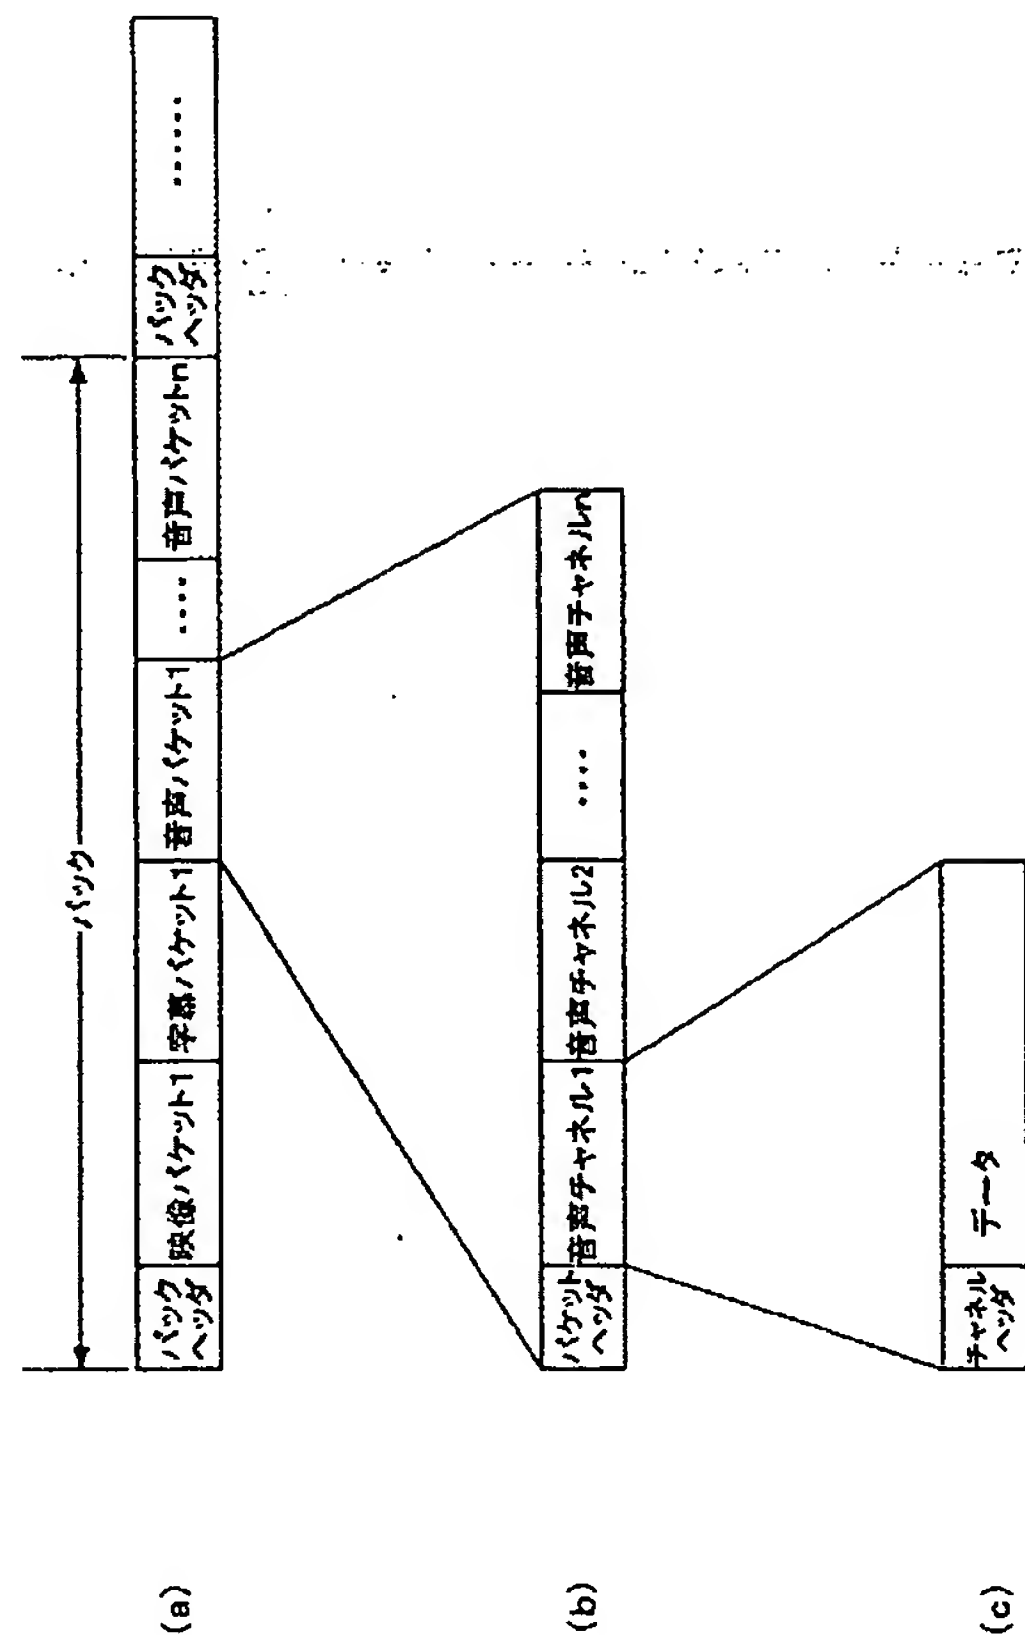 パック
(a)
パック
ヘッダ
映像パケット1
字幕パケット1
音声パケット1
....
音声パケットn
パック
ヘッダ
......
(b)
パケット
ヘッダ
音声チャネル1
音声チャネル2
....
音声チャネルn
(c)
チャネル
ヘッダ
データ